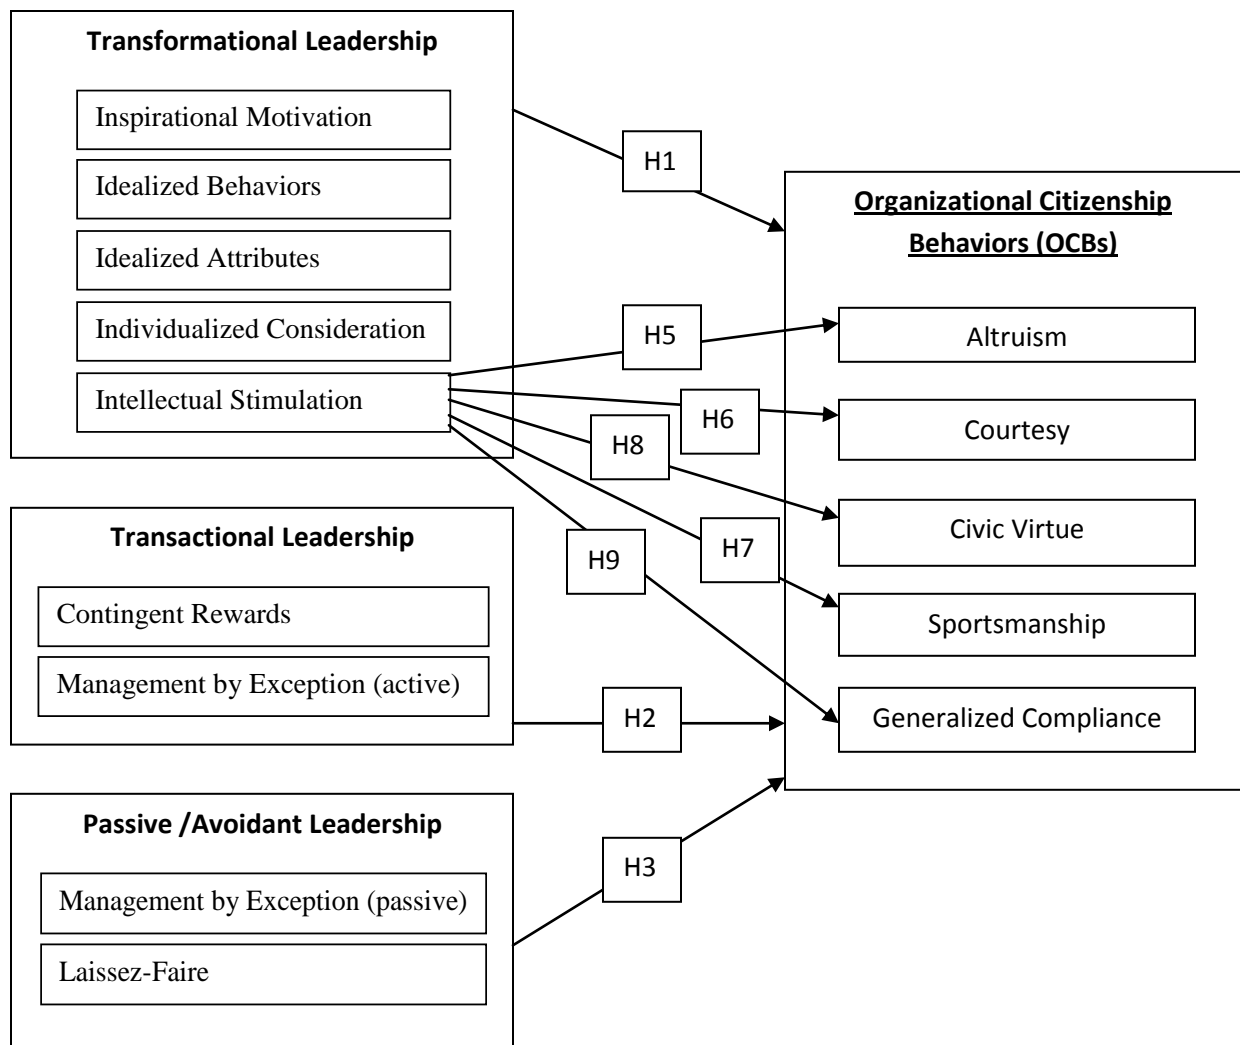 Transformational Leadership
Inspirational Motivation
Idealized Behaviors
Idealized Attributes
Individualized Consideration
Intellectual Stimulation
Transactional Leadership
Contingent Rewards
Management by Exception (active)
Passive /Avoidant Leadership
Management by Exception (passive)
Laissez-Faire
H1
H5
H6
H8
H7
H9
H2
H3
Organizational Citizenship
Behaviors (OCBs)
Altruism
Courtesy
Civic Virtue
Sportsmanship
Generalized Compliance